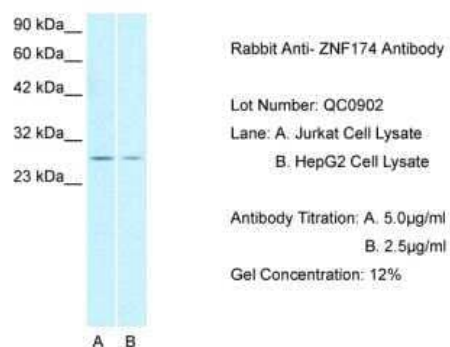 90 kDa
60 kDa
42 kDa
32 kDa
23 kDa
A B
Rabbit Anti- ZNF174 Antibody
Lot Number: QC0902
Lane: A. Jurkat Cell Lysate
B. HepG2 Cell Lysate
Antibody Titration: A. 5.0µg/ml
B. 2.5µg/ml
Gel Concentration: 12%